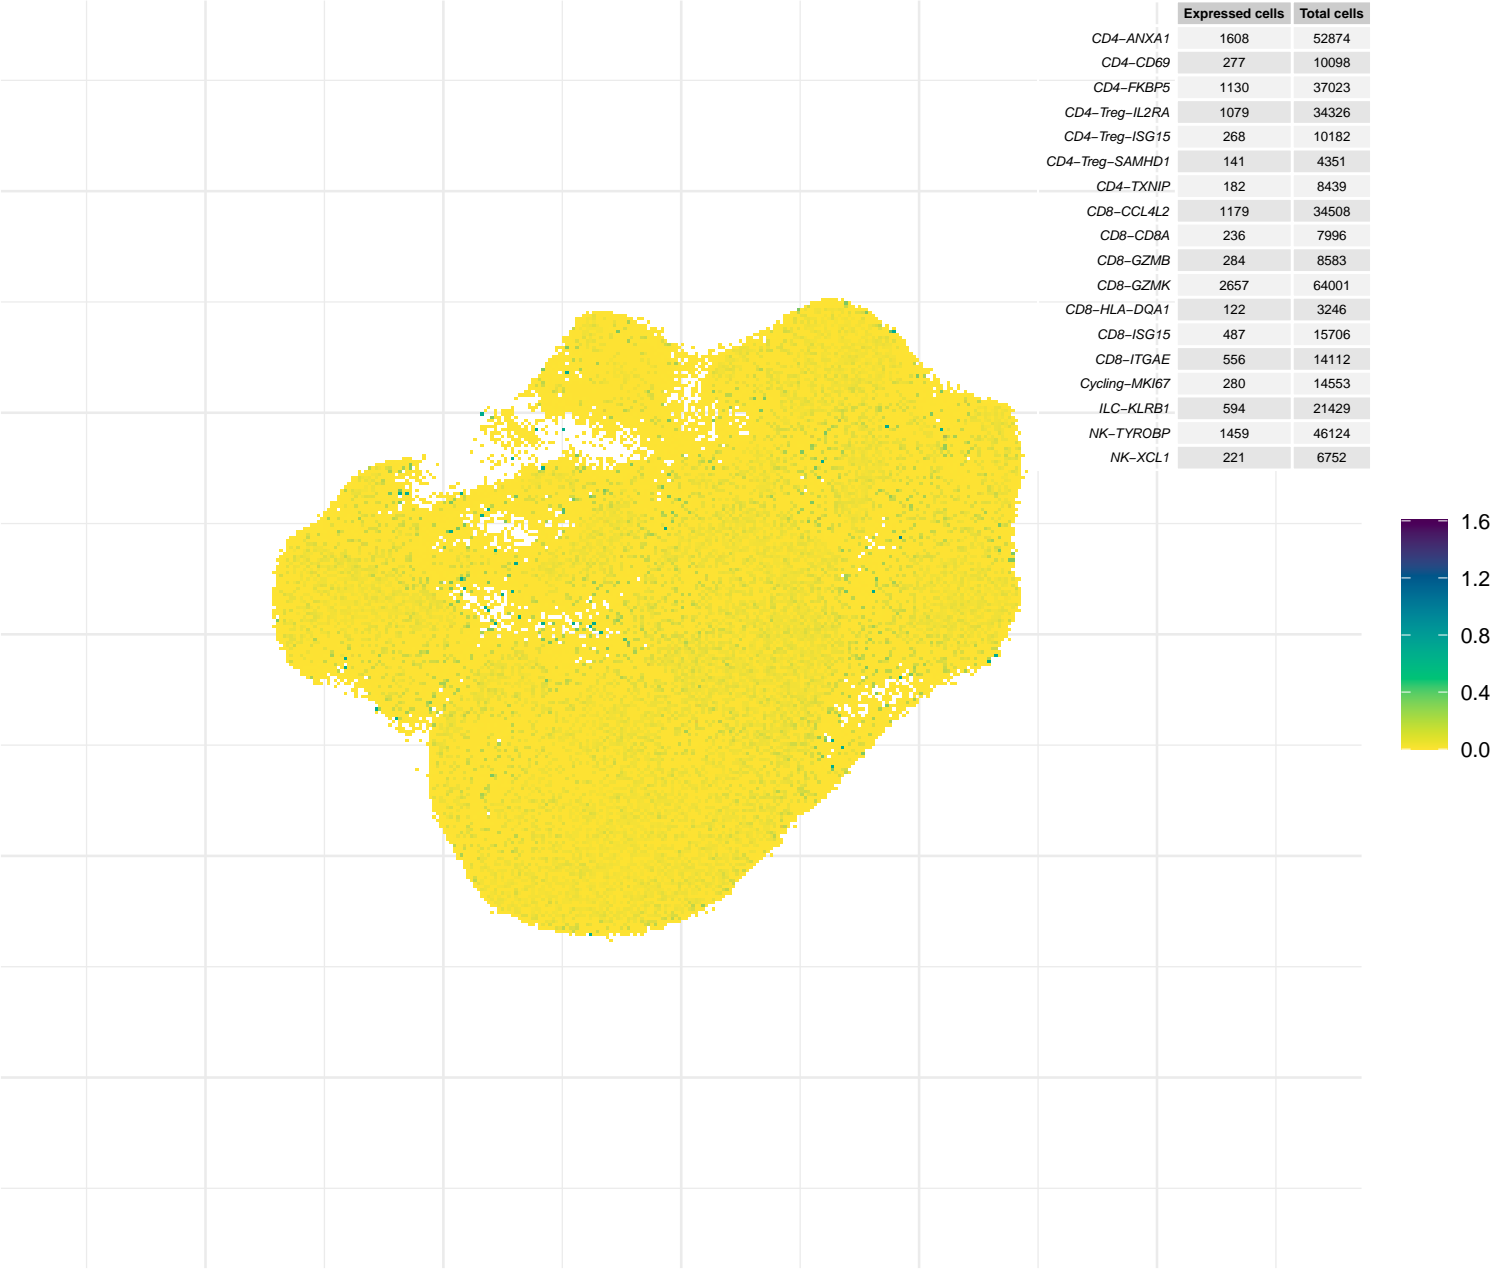 Expressed cells Total cells
CD4−ANXA1 1608 52874
CD4−CD69 277 10098
CD4−FKBP5 1130 37023
CD4−Treg−IL2RA 1079 34326
CD4−Treg−ISG15 268 10182
CD4−Treg−SAMHD1 141 4351
CD4−TXNIP 182 8439
CD8−CCL4L2 1179 34508
CD8−CD8A 236 7996
CD8−GZMB 284 8583
CD8−GZMK 2657 64001
CD8−HLA−DQA1 122 3246
CD8−ISG15 487 15706
CD8−ITGAE 556 14112
Cycling−MKI67 280 14553
ILC−KLRB1 594 21429
NK−TYROBP 1459 46124
NK−XCL1 221 6752
1.6
1.2
0.8
0.4
0.0